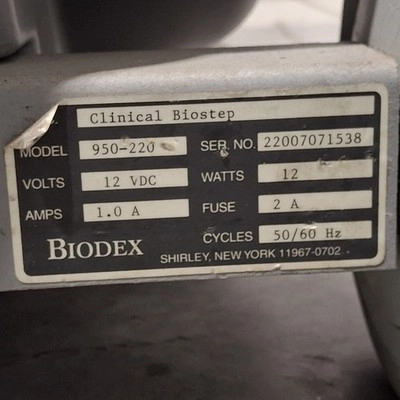 Clinical Biostep
MODEL 950-220 SER. NO. 22007071538
VOLTS 12 VDC WATTS 12
AMPS 1.0 A FUSE 2 A
CYCLES 50/60 Hz
BIODEX
SHIRLEY, NEW YORK 11967-0702